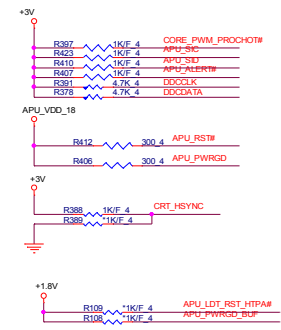 +3V
R397 1K/F_4 CORE_PWM_PROCHOT#
R423 1K/F_4 APU_SIC
R410 1K/F_4 APU_SID
R407 1K/F_4 APU_ALERT#
R391 4.7K_4 DDCCLK
R378 4.7K_4 DDCDATA
APU_VDD_18
R412 300_4 APU_RST#
R406 300_4 APU_PWRGD
+3V
R388 1K/F_4 CRT_HSYNC
R389 *1K/F_4
+1.8V
R109 *1K/F_4 APU_LDT_RST_HTPA#
R108 *1K/F_4 APU_PWRGD_BUF